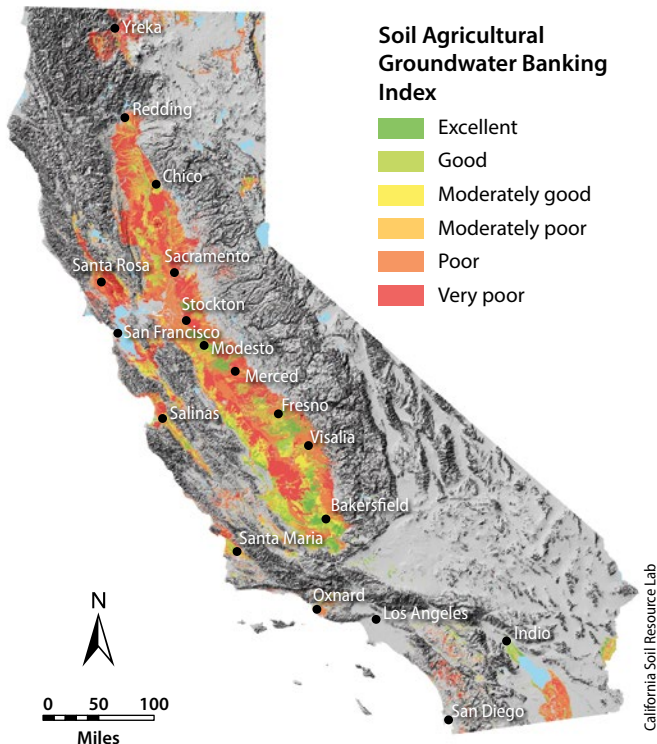 Soil Agricultural
Groundwater Banking
Index
Excellent
Good
Moderately good
Moderately poor
Poor
Very poor
Yreka
Redding
Chico
Sacramento
Santa Rosa
Stockton
San Francisco
Modesto
Merced
Fresno
Salinas
Visalia
Bakersfield
Santa Maria
Oxnard
Los Angeles
Indio
San Diego
N
0 50 100
Miles
California Soil Resource Lab